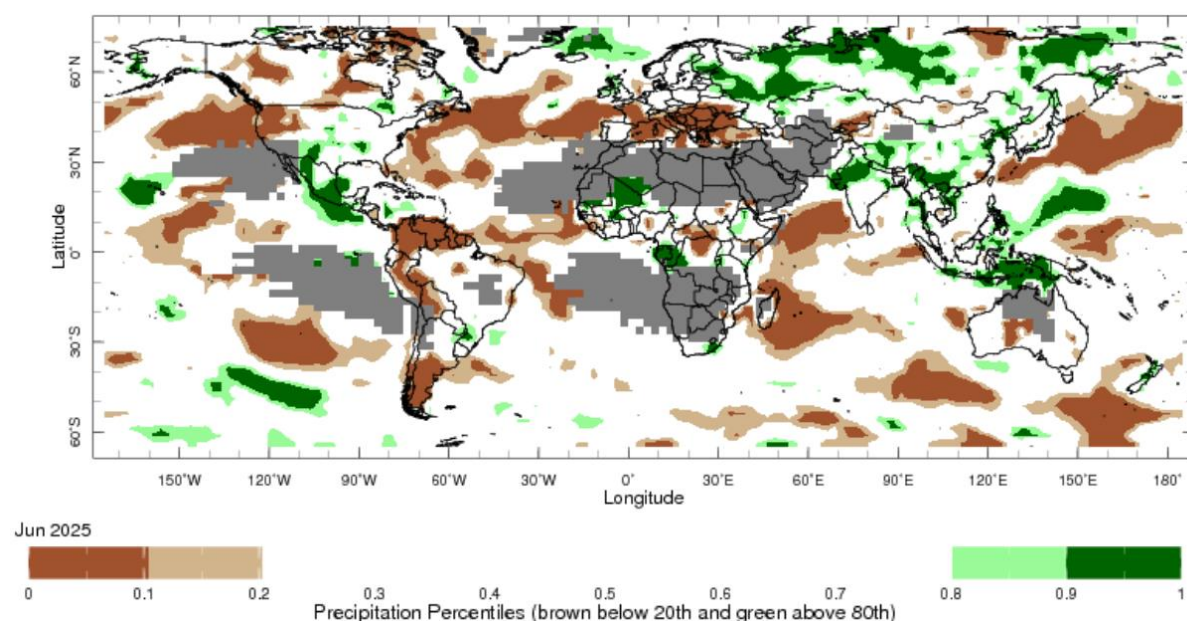 Latitude
60°N
30°N
0°
30°S
60°S
150°W 120°W 90°W 60°W 30°W 0° 30°E 60°E 90°E 120°E 150°E 180°
Longitude
Jun 2025
0 0.1 0.2 0.3 0.4 0.5 0.6 0.7 0.8 0.9 1
Precipitation Percentiles (brown below 20th and green above 80th)